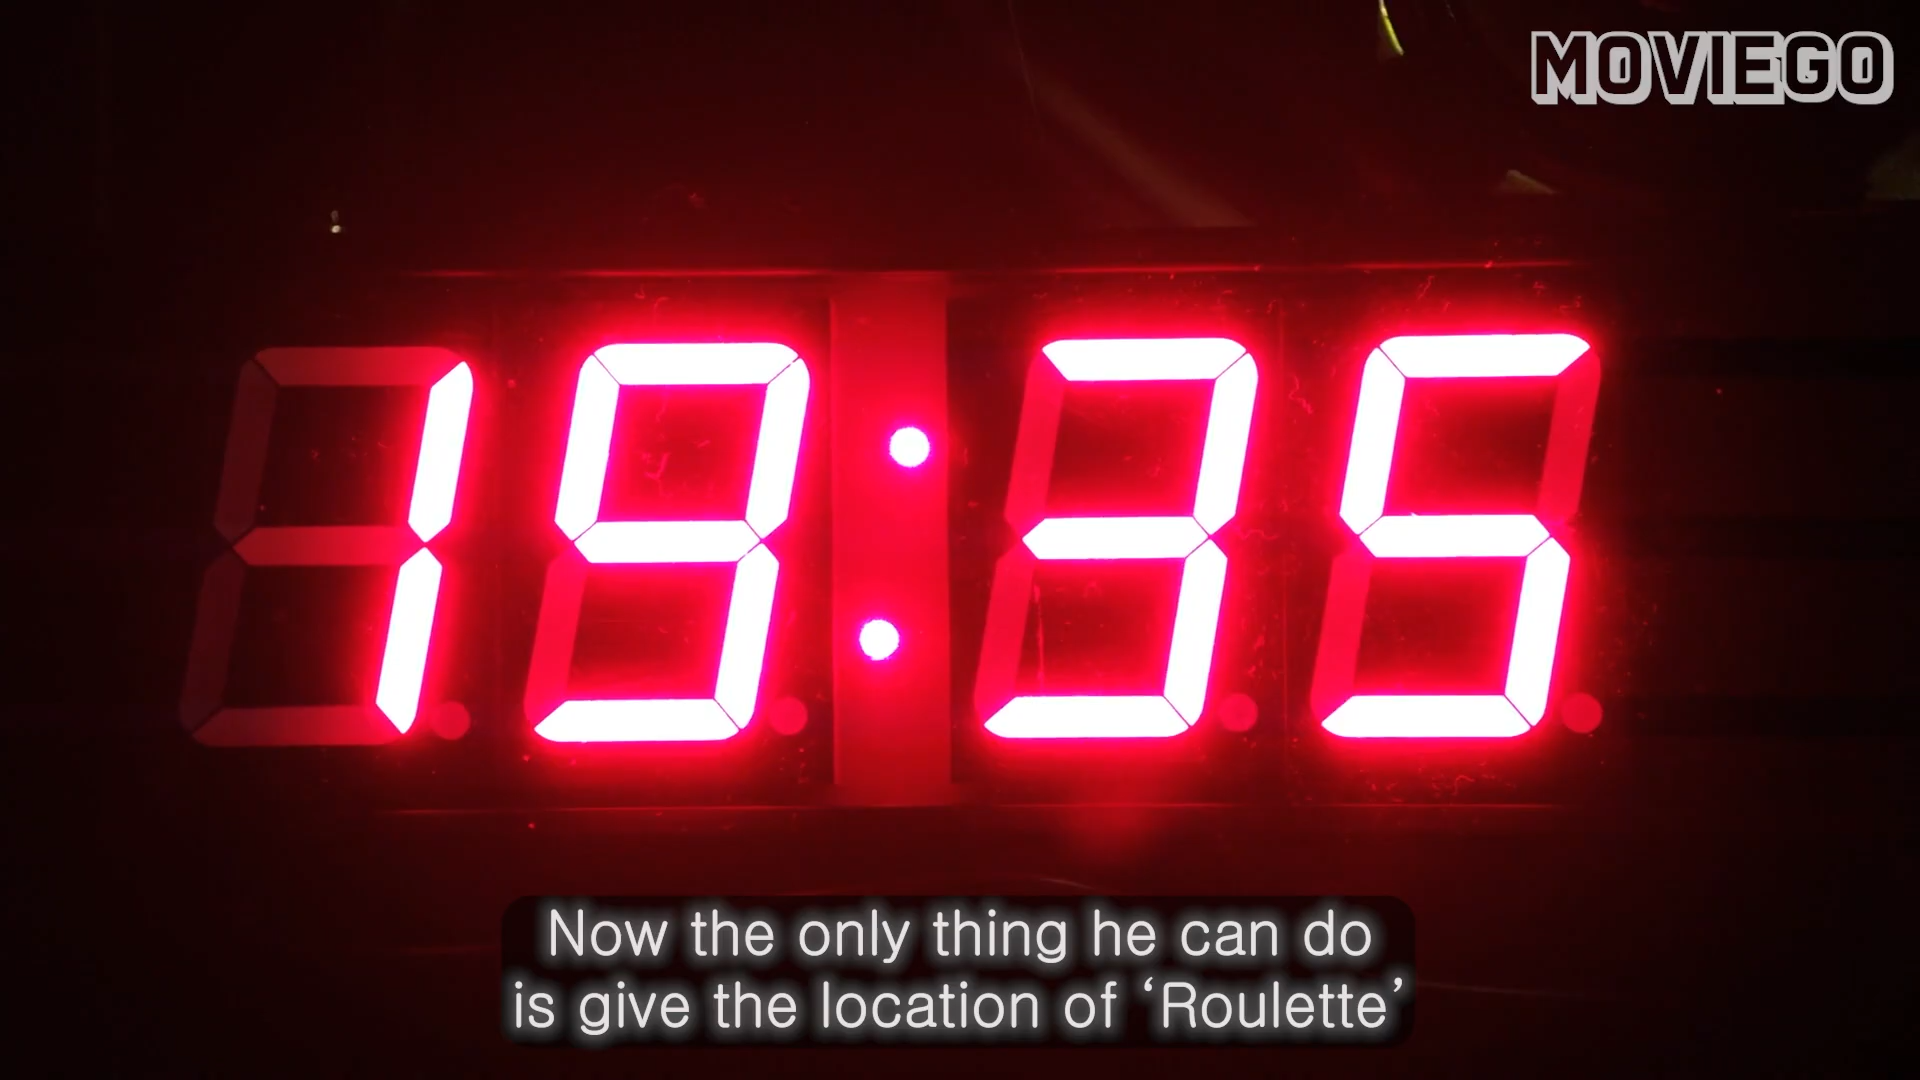 MOVIEGO
19:35
Now the only thing he can do
is give the location of ‘Roulette’